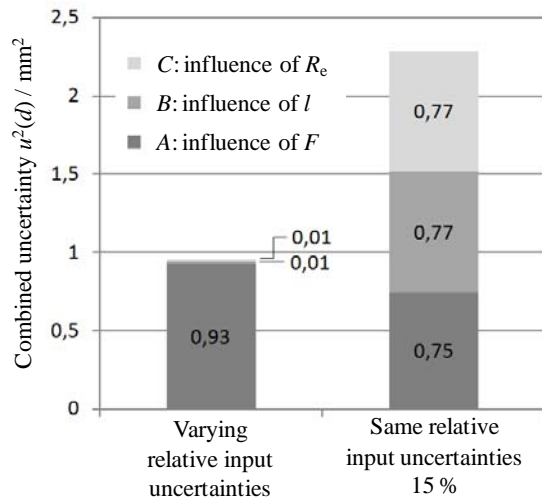 Combined uncertainty u²(d) / mm²
2,5
2
1,5
1
0,5
0
C: influence of Rₑ
B: influence of l
A: influence of F
0,01
0,01
0,93
0,77
0,77
0,75
Varying
relative input
uncertainties
Same relative
input uncertainties
15 %